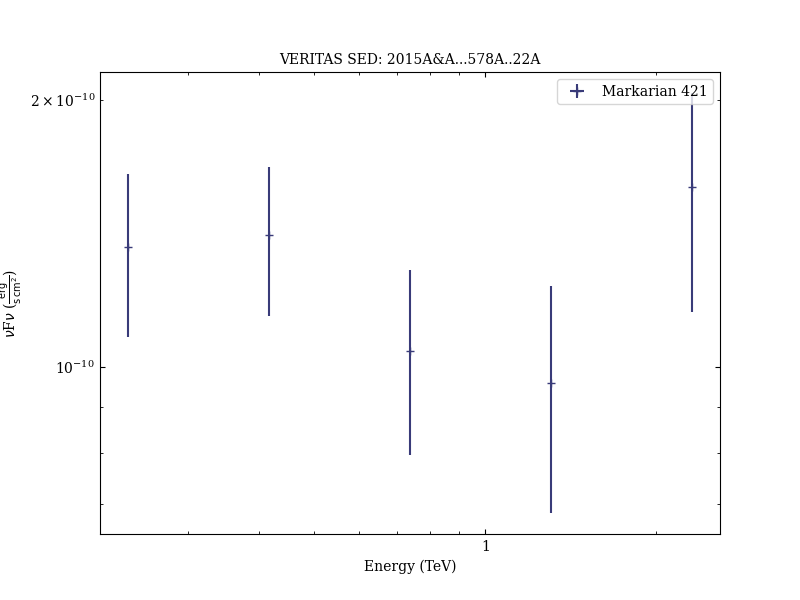 VERITAS SED: 2015A&A...578A..22A
Markarian 421
2 × 10⁻¹⁰
10⁻¹⁰
νFν (erg / s cm²)
1
Energy (TeV)